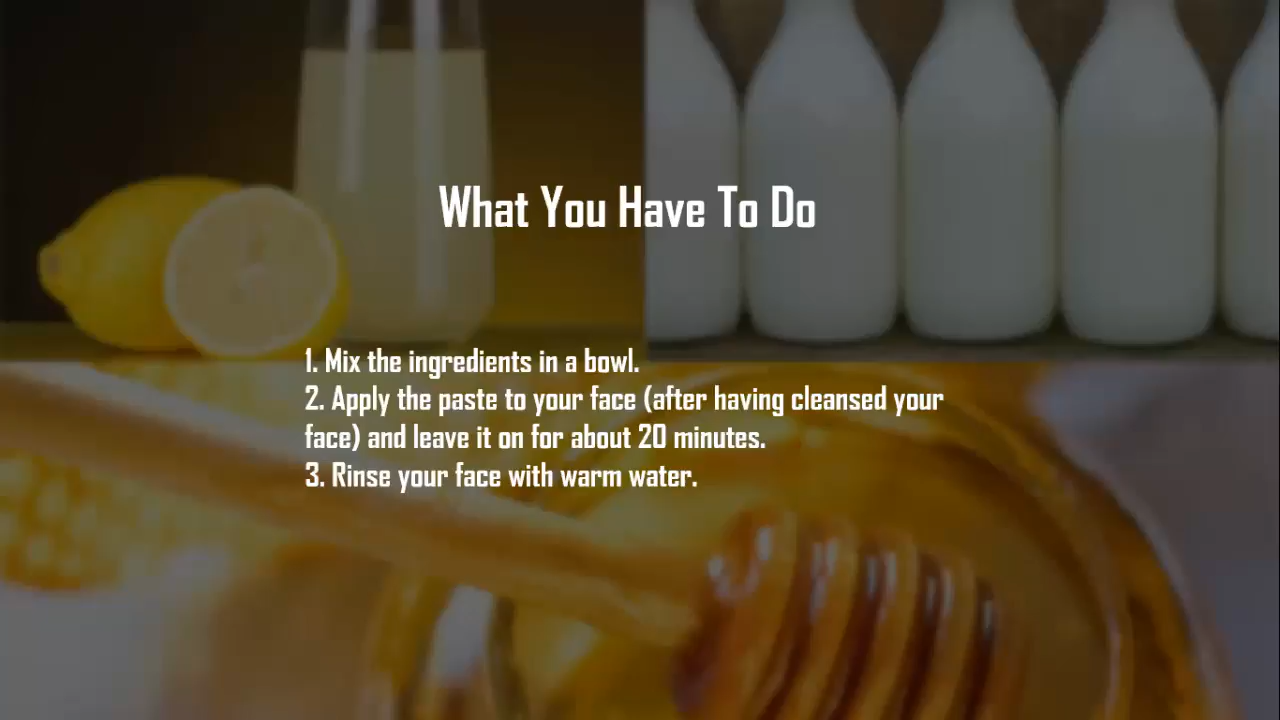 What You Have To Do
1. Mix the ingredients in a bowl.
2. Apply the paste to your face (after having cleansed your
face) and leave it on for about 20 minutes.
3. Rinse your face with warm water.